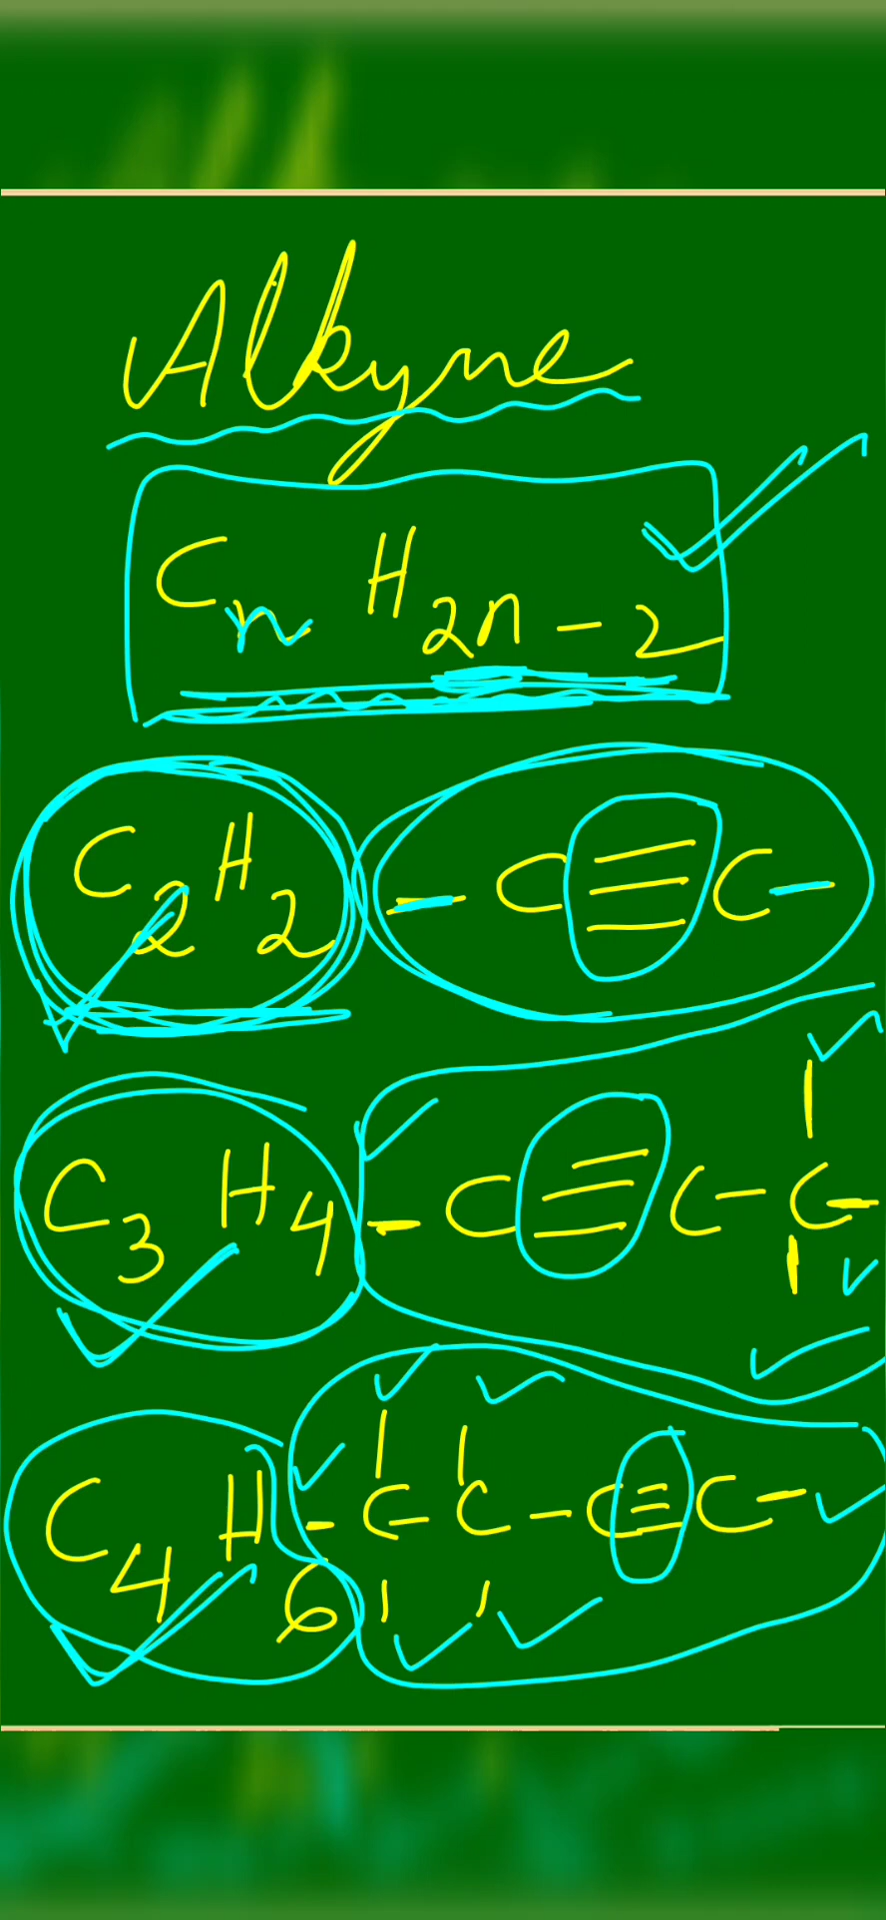 Alkyne
CₙH₂ₙ₋₂
C₂H₂ -C≡C-
C₃H₄ -C≡C-C-
C₄H₆ -C-C-C≡C-